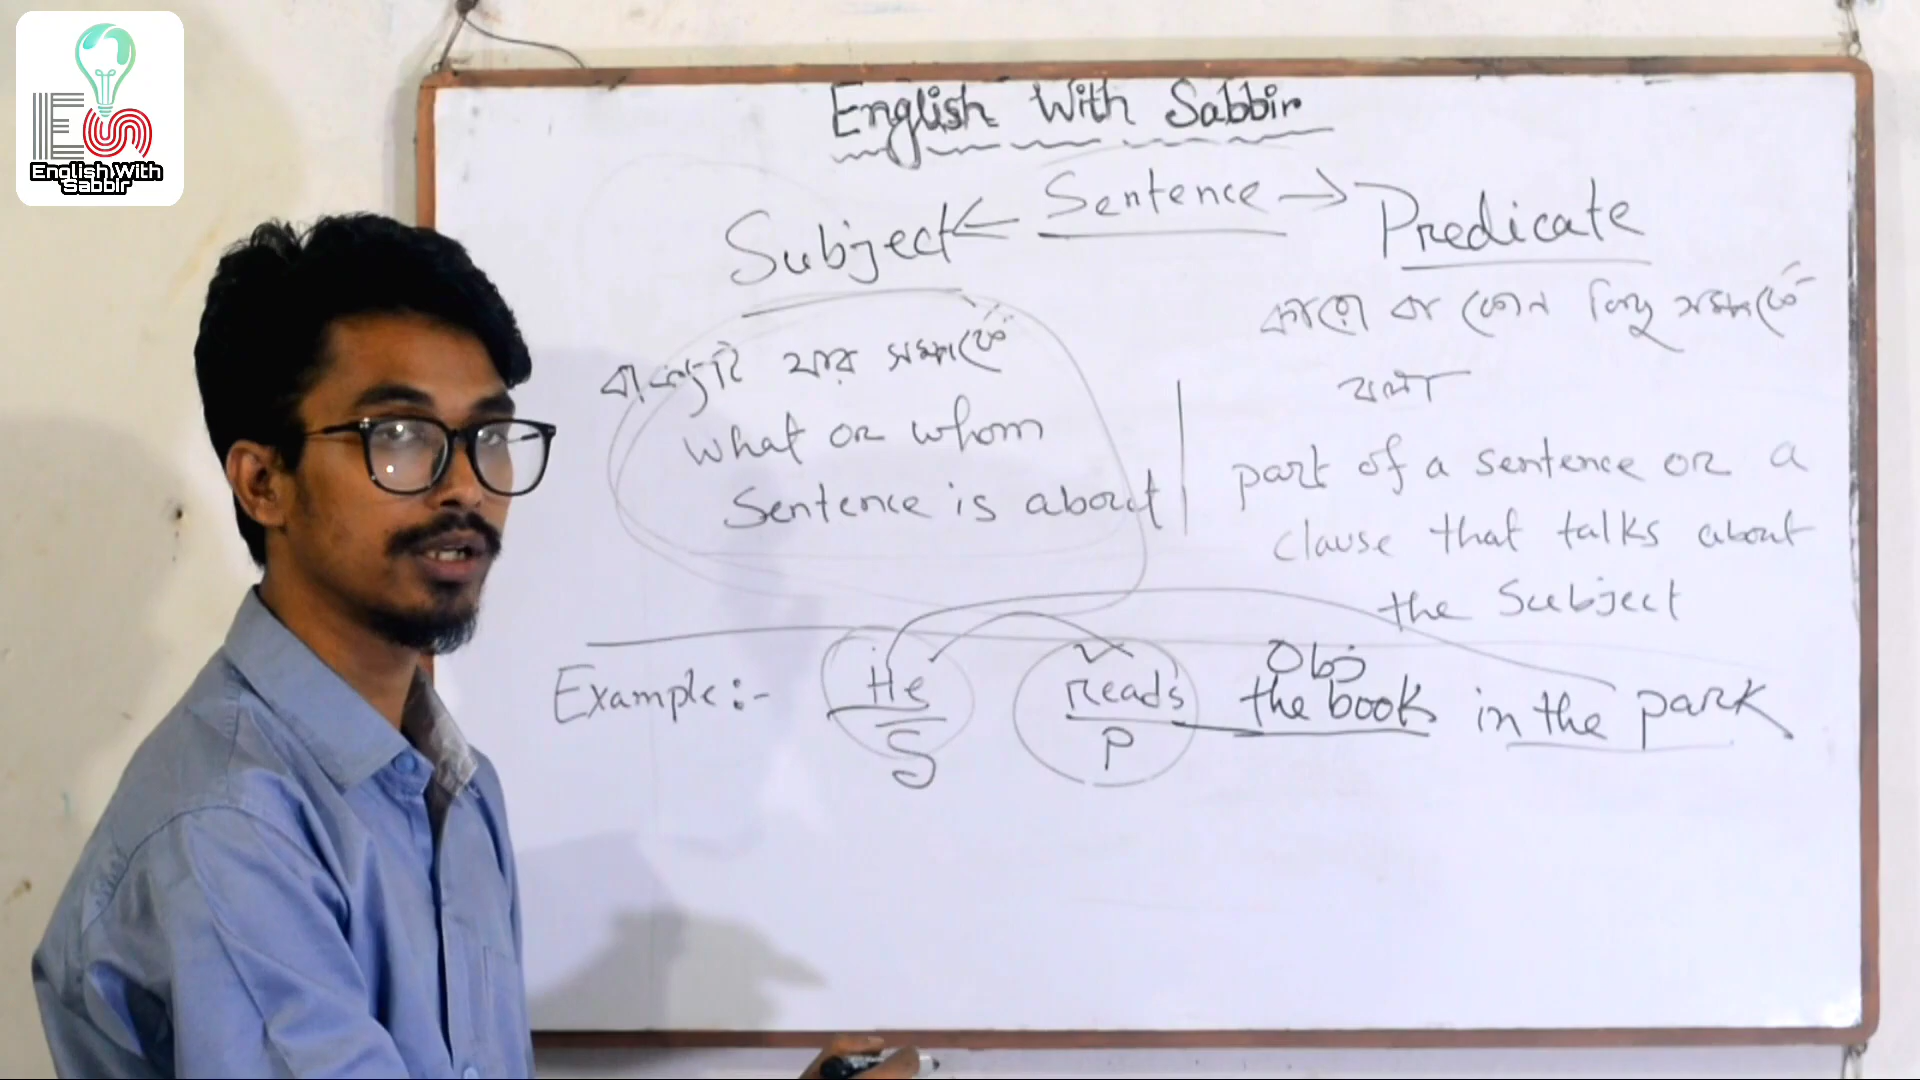 English With
Sabbir
English With Sabbir
Subject ← Sentence → Predicate
বাক্যটি যার সম্পর্কে
what or whom
Sentence is about
কারো বা কোন কিছু সম্পর্কে
বলা
part of a sentence or a
clause that talks about
the Subject
Obj
Example:- He reads the book in the park
S P